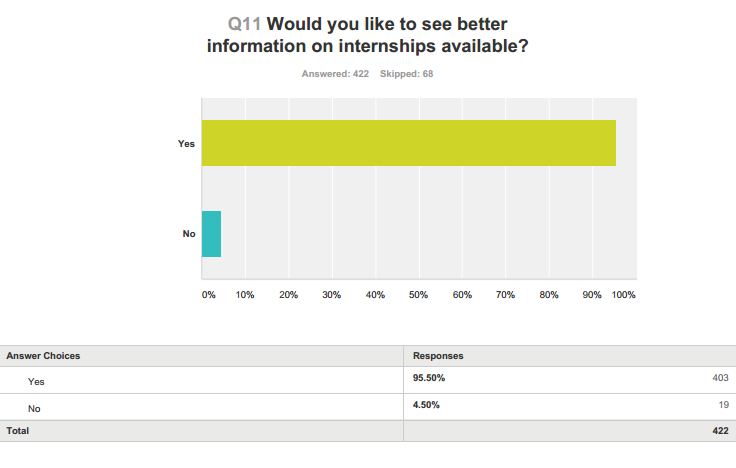 Q11 Would you like to see better
information on internships available?
Answered: 422 Skipped: 68
Yes
No
0% 10% 20% 30% 40% 50% 60% 70% 80% 90% 100%
Answer Choices Responses
Yes 95.50% 403
No 4.50% 19
Total 422